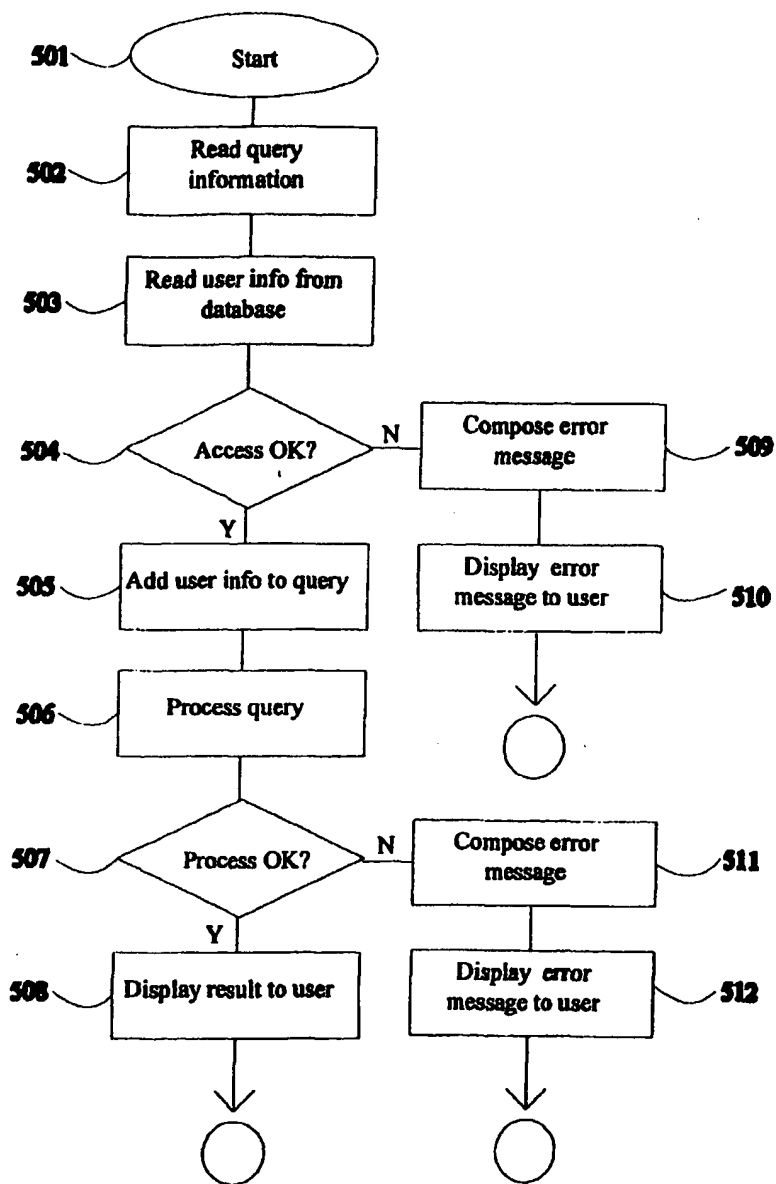 501
Start
502
Read query
information
503
Read user info from
database
504
Access OK?
N
Compose error
message
509
Y
505
Add user info to query
Display error
message to user
510
506
Process query
507
Process OK?
N
Compose error
message
511
Y
508
Display result to user
Display error
message to user
512